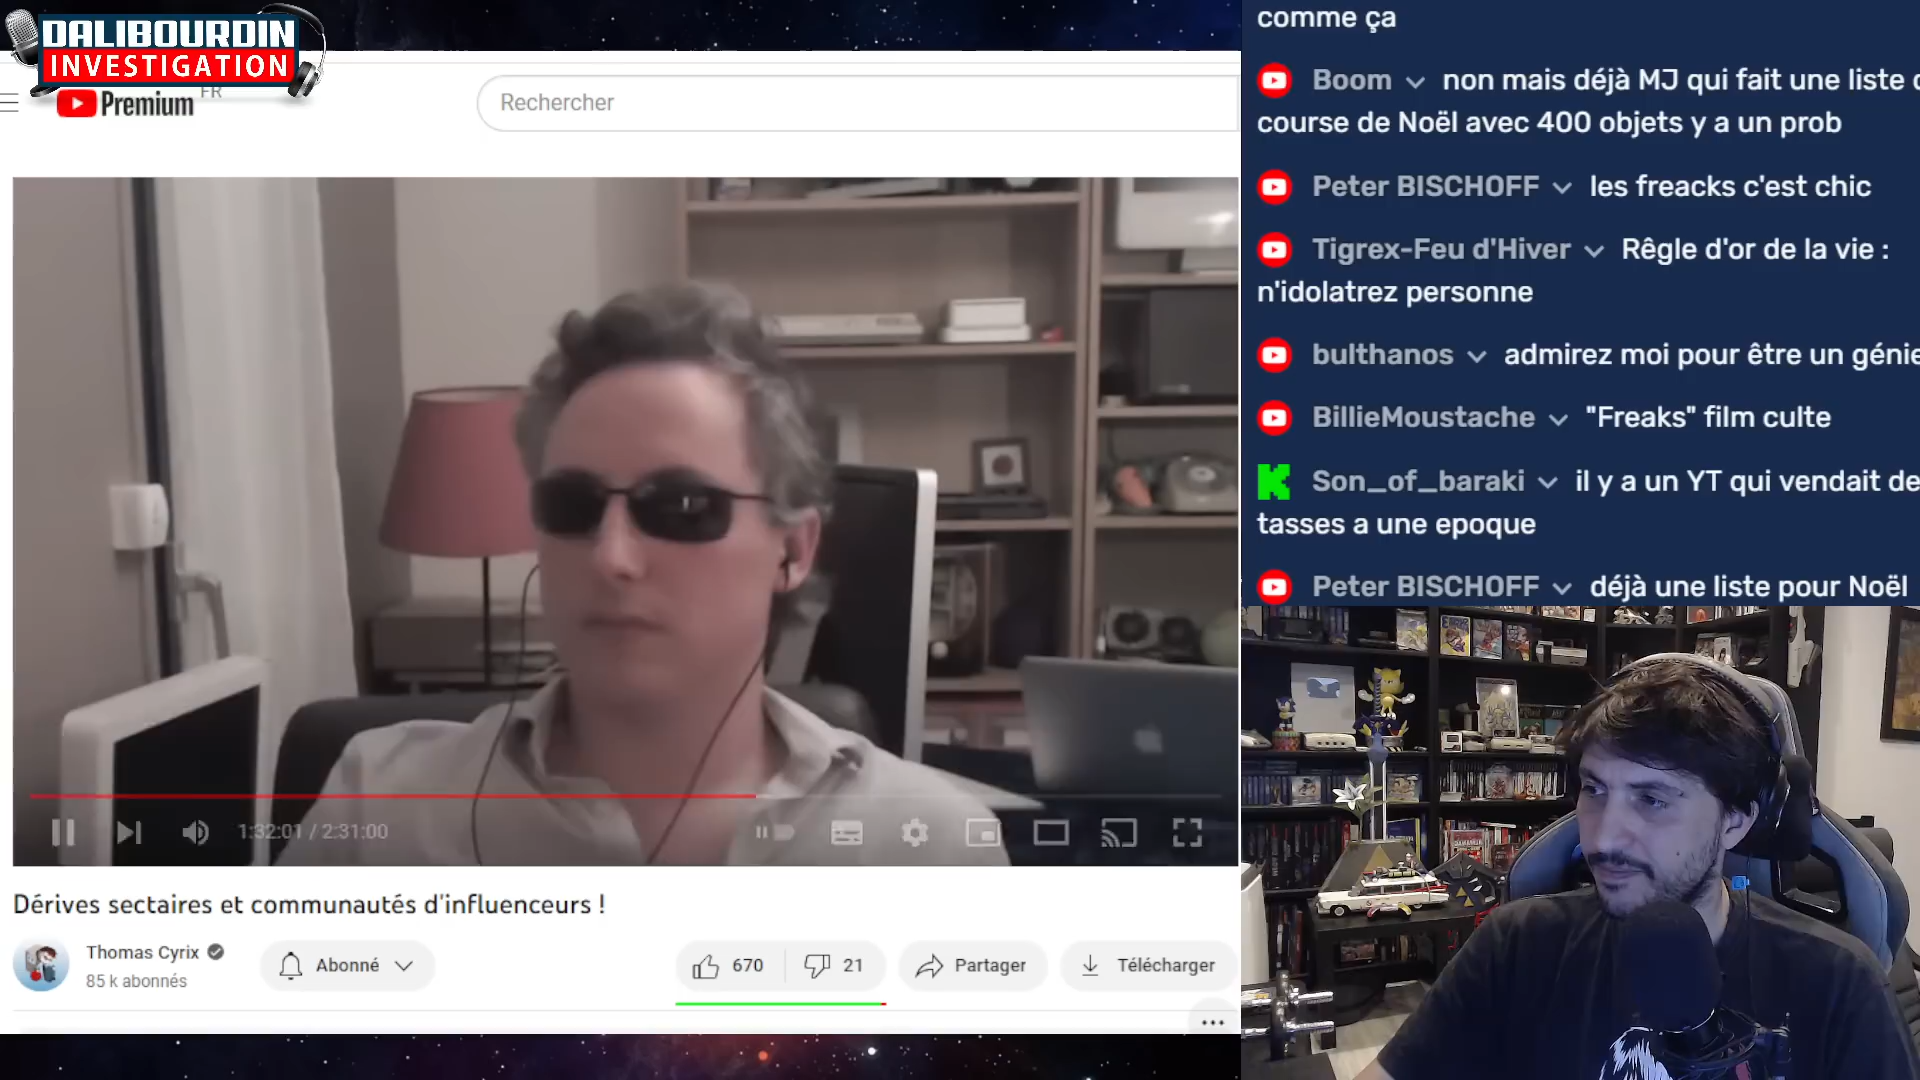 DALIBOURDIN
INVESTIGATION
Premium FR
Rechercher
1:32:01 / 2:31:00
Dérives sectaires et communautés d'influenceurs !
Thomas Cyrix
85 k abonnés
Abonné
670
21
Partager
Télécharger
comme ça
Boom non mais déjà MJ qui fait une liste
course de Noël avec 400 objets y a un prob
Peter BISCHOFF les freacks c'est chic
Tigrex-Feu d'Hiver Rêgle d'or de la vie :
n'idolatrez personne
bulthanos admirez moi pour être un génie
BillieMoustache "Freaks" film culte
Son_of_baraki il y a un YT qui vendait de
tasses a une epoque
Peter BISCHOFF déjà une liste pour Noël